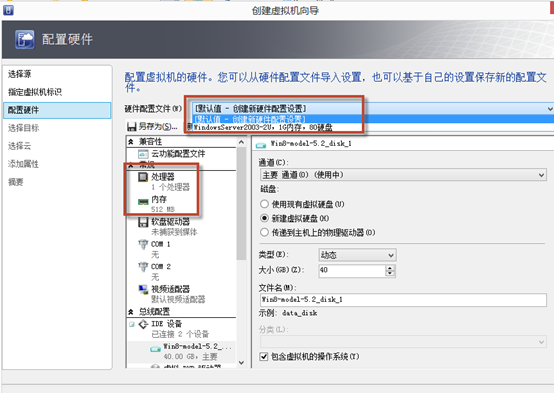 创建虚拟机向导
配置硬件
选择源
指定虚拟机标识
配置硬件
选择目标
选择云
添加属性
摘要
配置虚拟机的硬件。您可以从硬件配置文件导入设置，也可以基于自己的设置保存新的配置文件。
硬件配置文件(W)
[默认值 - 创建新硬件配置设置]
[默认值 - 创建新硬件配置设置]
WindowsServer2003-2U，1G内存，80硬盘
另存为(S)...
兼容性
云功能配置文件
常规
处理器
1 个处理器
内存
512 MB
软盘驱动器
未捕获到媒体
COM 1
无
COM 2
无
视频适配器
默认视频适配器
总线配置
IDE 设备
已连接 2 个设备
Win8-model-5.2_...
40.00 GB，主要
Win8-model-5.2_disk_1
通道(C):
主要 通道(0) (使用中)
磁盘:
使用现有虚拟硬盘(U)
新建虚拟硬盘(K)
传递到主机上的物理驱动器(O)
类型(E):
动态
大小(GB)(Z):
40
文件名(M):
Win8-model-5.2_disk_1
示例: data_disk
分类(L):
包含虚拟机的操作系统(T)